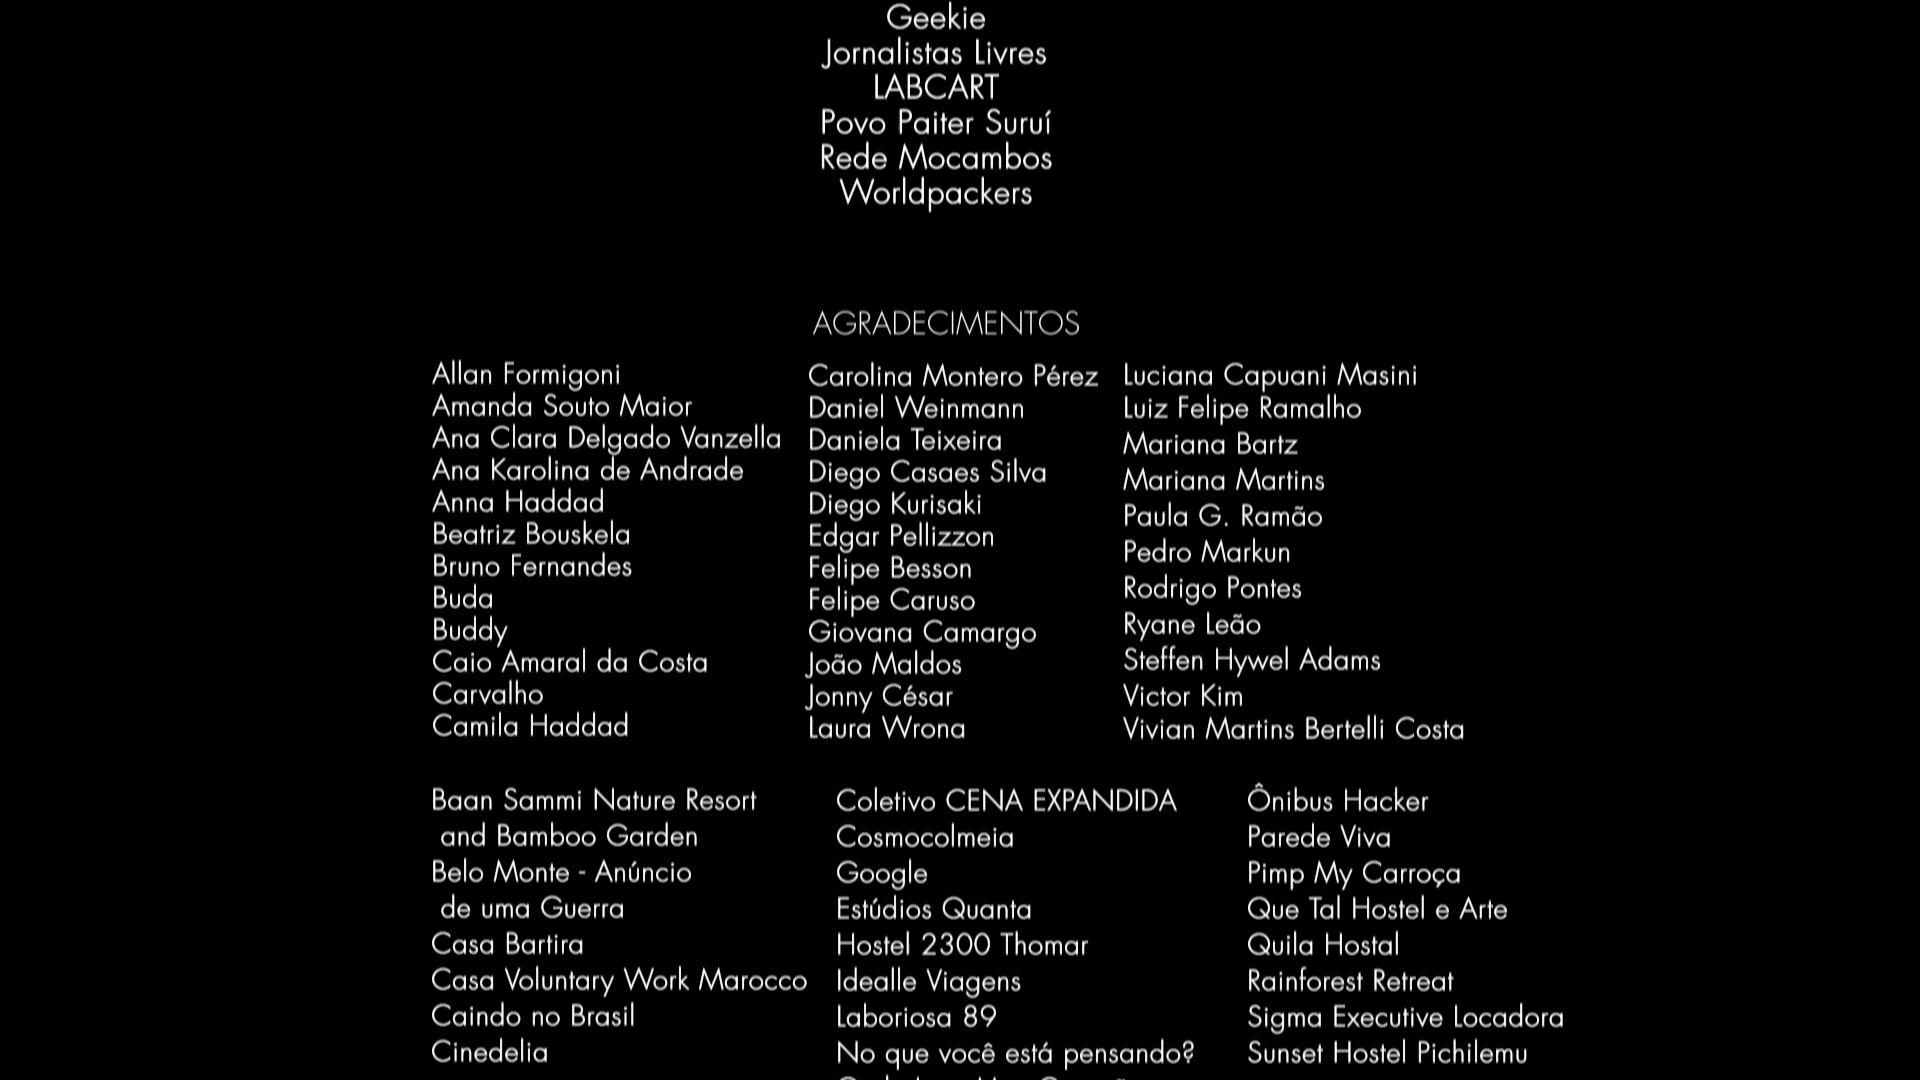 Geekie
Jornalistas Livres
LABCART
Povo Paiter Suruí
Rede Mocambos
Worldpackers
AGRADECIMENTOS
Allan Formigoni
Amanda Souto Maior
Ana Clara Delgado Vanzella
Ana Karolina de Andrade
Anna Haddad
Beatriz Bouskela
Bruno Fernandes
Buda
Buddy
Caio Amaral da Costa
Carvalho
Camila Haddad
Carolina Montero Pérez
Daniel Weinmann
Daniela Teixeira
Diego Casaes Silva
Diego Kurisaki
Edgar Pellizzon
Felipe Besson
Felipe Caruso
Giovana Camargo
João Maldos
Jonny César
Laura Wrona
Luciana Capuani Masini
Luiz Felipe Ramalho
Mariana Bartz
Mariana Martins
Paula G. Ramão
Pedro Markun
Rodrigo Pontes
Ryane Leão
Steffen Hywel Adams
Victor Kim
Vivian Martins Bertelli Costa
Baan Sammi Nature Resort
and Bamboo Garden
Belo Monte - Anúncio
de uma Guerra
Casa Bartira
Casa Voluntary Work Marocco
Caindo no Brasil
Cinedelia
Coletivo CENA EXPANDIDA
Cosmocolmeia
Google
Estúdios Quanta
Hostel 2300 Thomar
Idealle Viagens
Laboriosa 89
No que você está pensando?
Ônibus Hacker
Parede Viva
Pimp My Carroça
Que Tal Hostel e Arte
Quila Hostal
Rainforest Retreat
Sigma Executive Locadora
Sunset Hostel Pichilemu